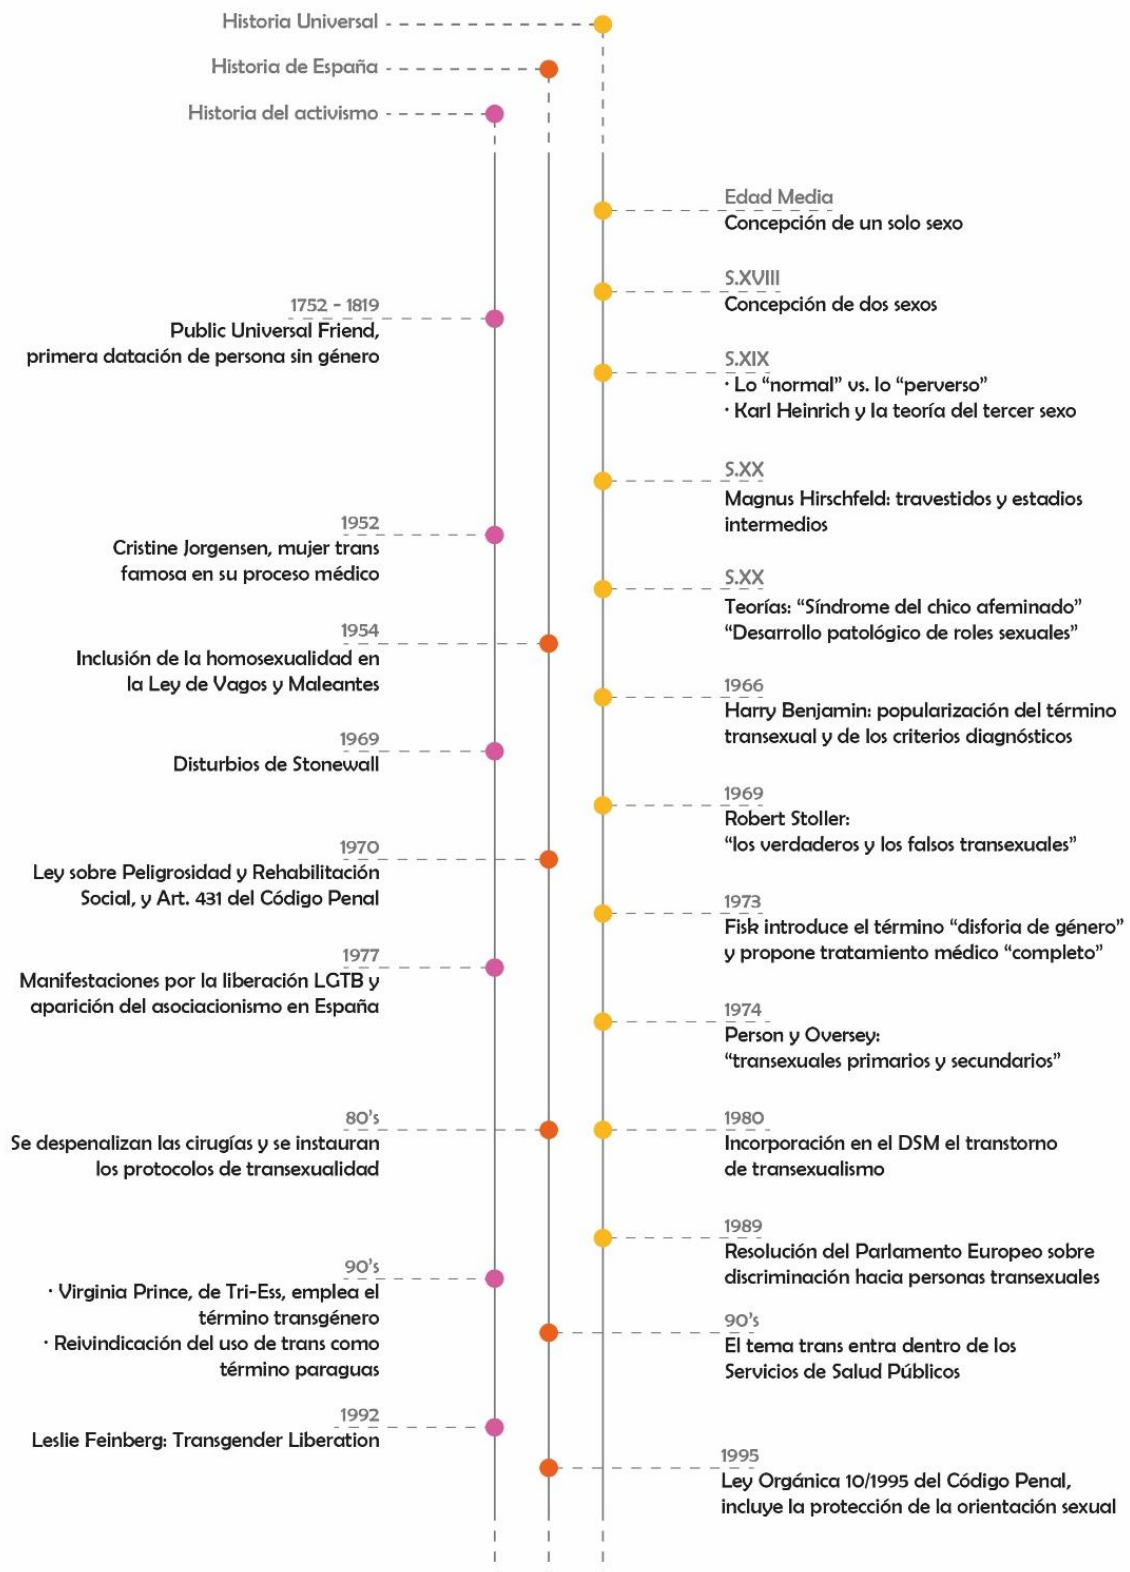 Historia Universal
Historia de España
Historia del activismo
Edad Media
Concepción de un solo sexo
S.XVIII
Concepción de dos sexos
1752 - 1819
Public Universal Friend,
primera datación de persona sin género
S.XIX
· Lo “normal” vs. lo “perverso”
· Karl Heinrich y la teoría del tercer sexo
S.XX
Magnus Hirschfeld: travestidos y estadios
intermedios
1952
Cristine Jorgensen, mujer trans
famosa en su proceso médico
S.XX
Teorías: “Síndrome del chico afeminado”
“Desarrollo patológico de roles sexuales”
1954
Inclusión de la homosexualidad en
la Ley de Vagos y Maleantes
1966
Harry Benjamin: popularización del término
transexual y de los criterios diagnósticos
1969
Disturbios de Stonewall
1969
Robert Stoller:
“los verdaderos y los falsos transexuales”
1970
Ley sobre Peligrosidad y Rehabilitación
Social, y Art. 431 del Código Penal
1973
Fisk introduce el término “disforia de género”
y propone tratamiento médico “completo”
1977
Manifestaciones por la liberación LGTB y
aparición del asociacionismo en España
1974
Person y Oversey:
“transexuales primarios y secundarios”
80’s
Se despenalizan las cirugías y se instauran
los protocolos de transexualidad
1980
Incorporación en el DSM el transtorno
de transexualismo
1989
Resolución del Parlamento Europeo sobre
discriminación hacia personas transexuales
90’s
· Virginia Prince, de Tri-Ess, emplea el
término transgénero
· Reivindicación del uso de trans como
término paraguas
90’s
El tema trans entra dentro de los
Servicios de Salud Públicos
1992
Leslie Feinberg: Transgender Liberation
1995
Ley Orgánica 10/1995 del Código Penal,
incluye la protección de la orientación sexual